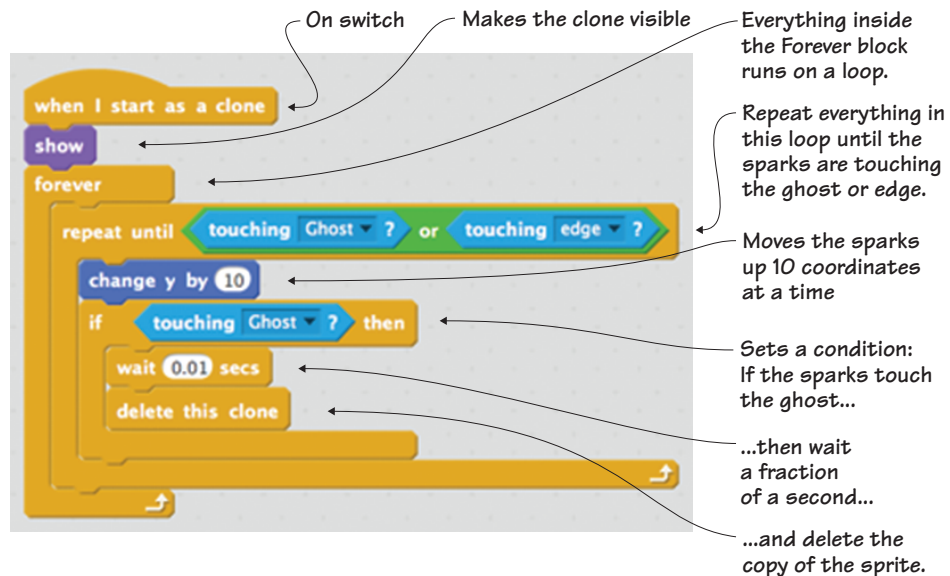 On switch
Makes the clone visible
Everything inside
the Forever block
runs on a loop.
when I start as a clone
show
forever
Repeat everything in
this loop until the
sparks are touching
the ghost or edge.
repeat until touching Ghost ? or touching edge ?
change y by 10
Moves the sparks
up 10 coordinates
at a time
if touching Ghost ? then
Sets a condition:
If the sparks touch
the ghost...
wait 0.01 secs
...then wait
a fraction
of a second...
delete this clone
...and delete the
copy of the sprite.